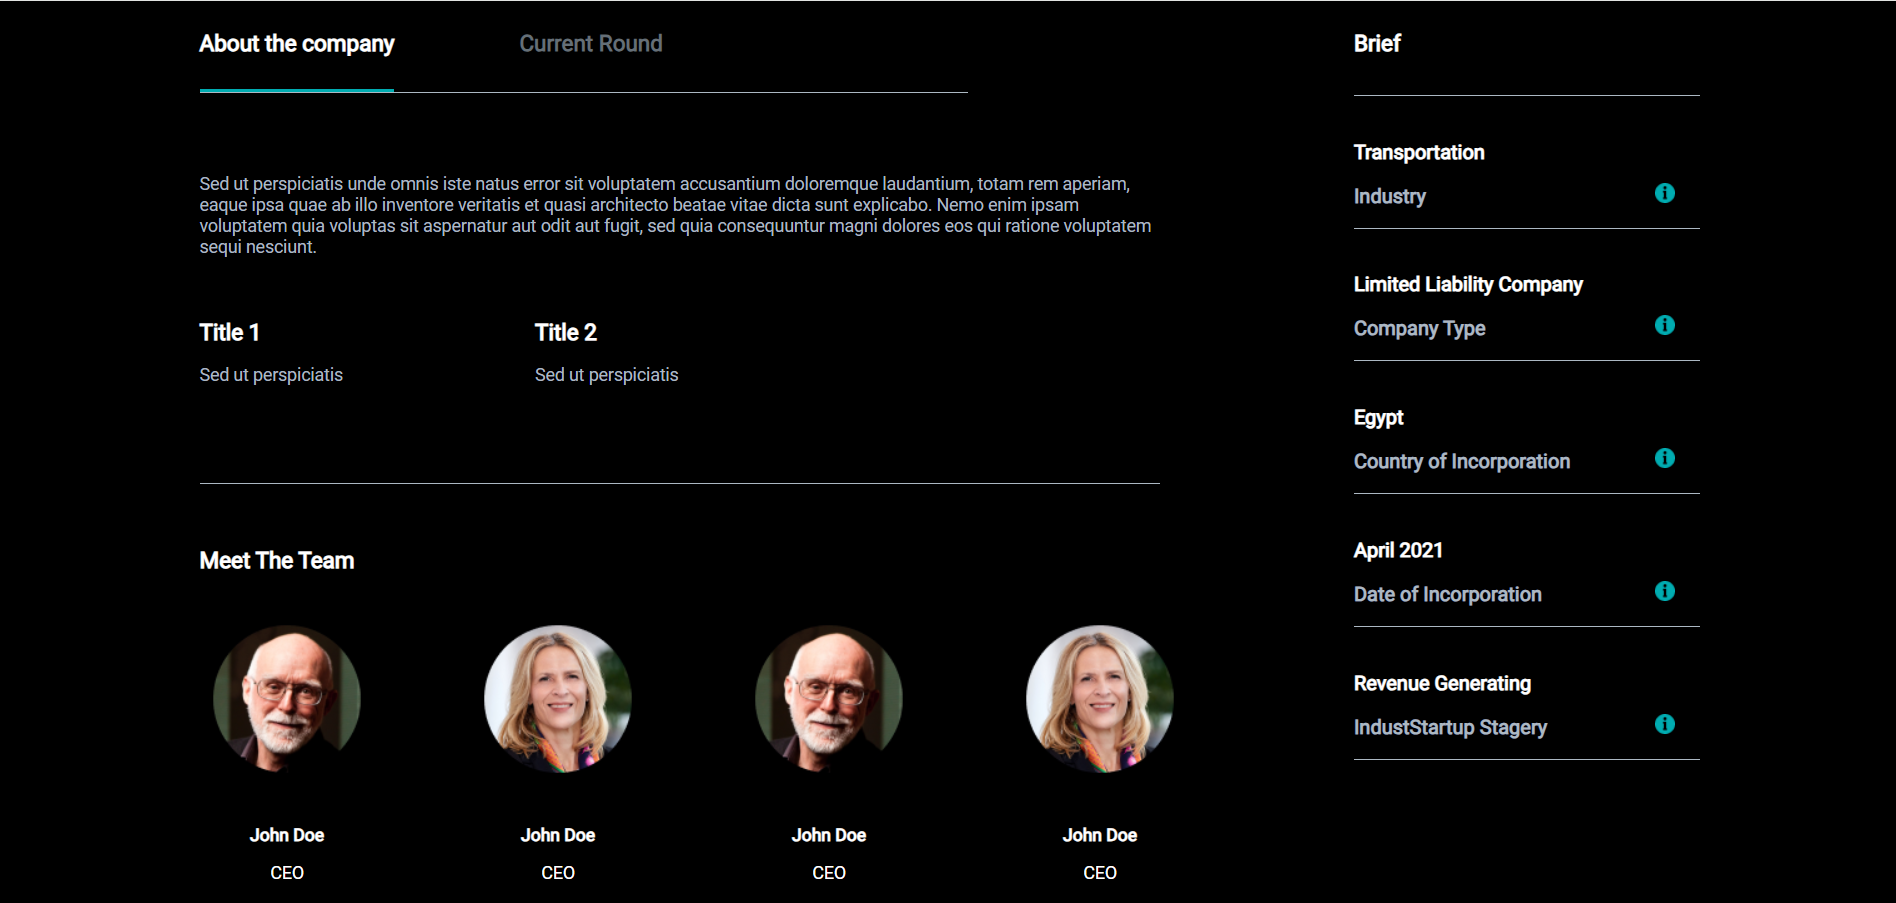 About the company
Current Round
Sed ut perspiciatis unde omnis iste natus error sit voluptatem accusantium doloremque laudantium, totam rem aperiam,
eaque ipsa quae ab illo inventore veritatis et quasi architecto beatae vitae dicta sunt explicabo. Nemo enim ipsam
voluptatem quia voluptas sit aspernatur aut odit aut fugit, sed quia consequuntur magni dolores eos qui ratione voluptatem
sequi nesciunt.
Title 1
Sed ut perspiciatis
Title 2
Sed ut perspiciatis
Meet The Team
John Doe
CEO
John Doe
CEO
John Doe
CEO
John Doe
CEO
Brief
Transportation
Industry
Limited Liability Company
Company Type
Egypt
Country of Incorporation
April 2021
Date of Incorporation
Revenue Generating
IndustStartup Stagery